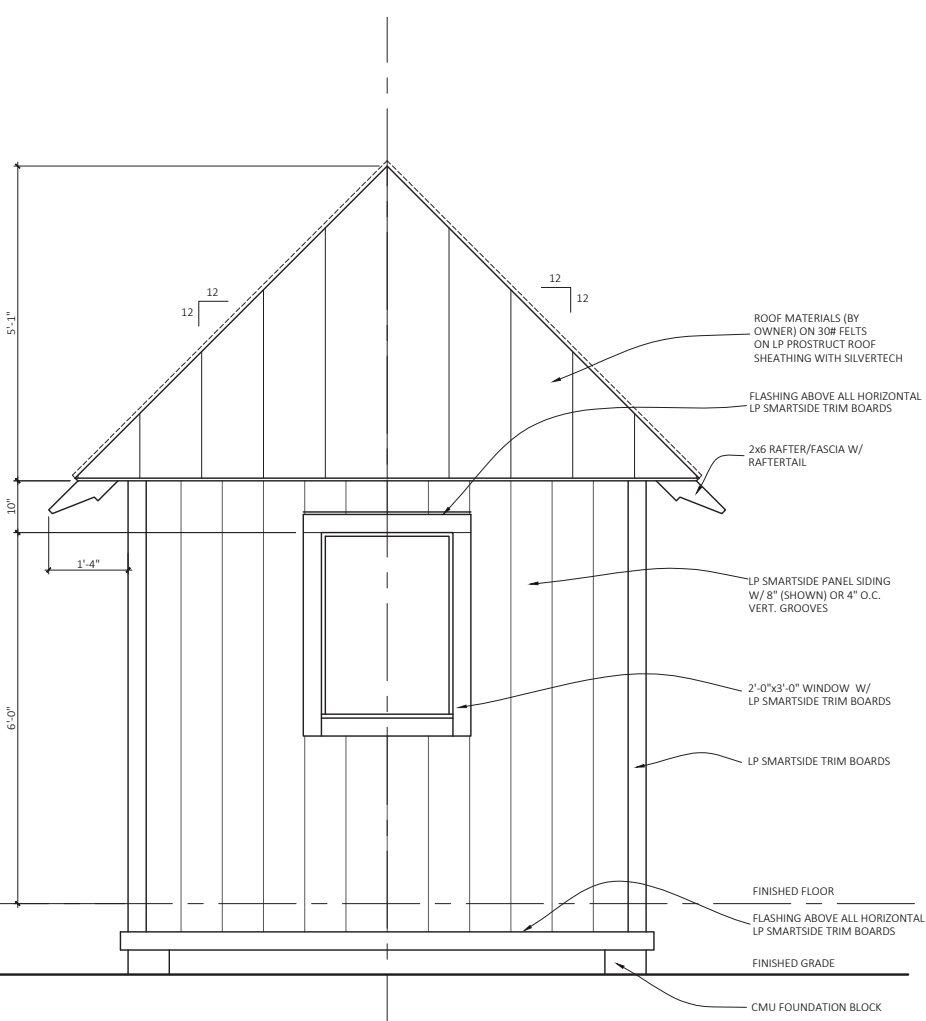 12
12
12
12
5'-1"
ROOF MATERIALS (BY
OWNER) ON 30# FELTS
ON LP PROSTRUCT ROOF
SHEATHING WITH SILVERTECH
FLASHING ABOVE ALL HORIZONTAL
LP SMARTSIDE TRIM BOARDS
2x6 RAFTER/FASCIA W/
RAFTERTAIL
10"
1'-4"
LP SMARTSIDE PANEL SIDING
W/ 8" (SHOWN) OR 4" O.C.
VERT. GROOVES
2'-0"x3'-0" WINDOW W/
LP SMARTSIDE TRIM BOARDS
6'-0"
LP SMARTSIDE TRIM BOARDS
FINISHED FLOOR
FLASHING ABOVE ALL HORIZONTAL
LP SMARTSIDE TRIM BOARDS
FINISHED GRADE
CMU FOUNDATION BLOCK